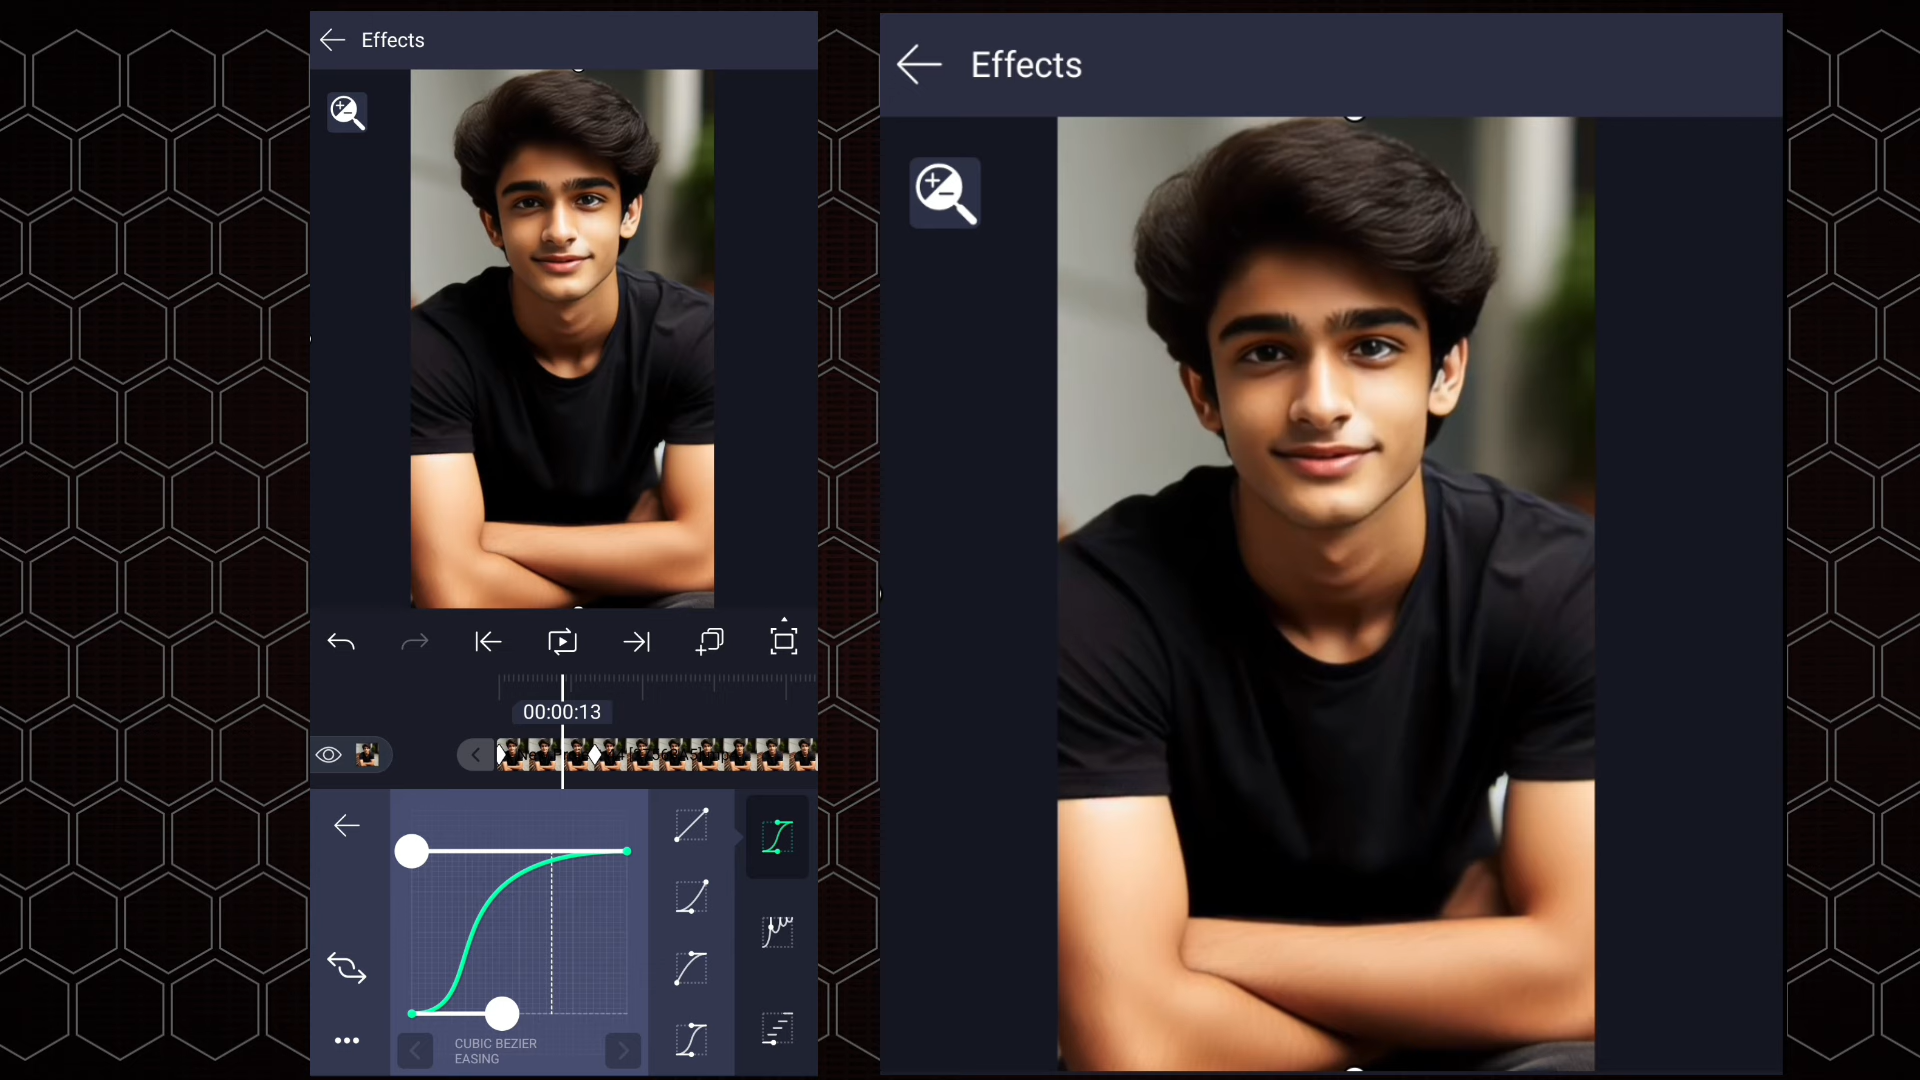 Effects
Effects
00:00:13
CUBIC BEZIER
EASING